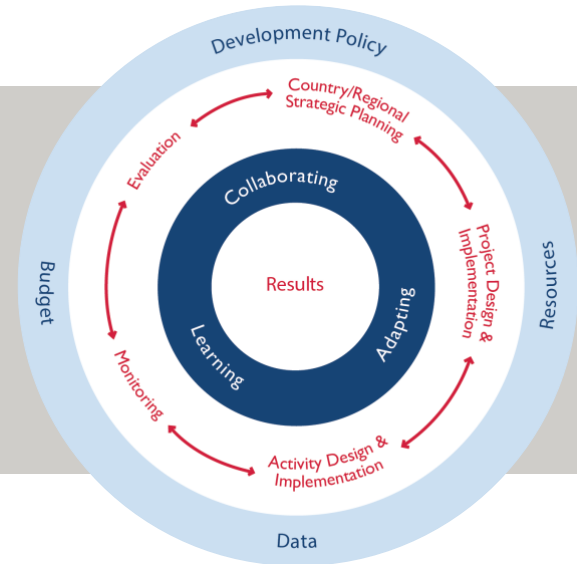 Development Policy
Country/Regional
Strategic Planning
Evaluation
Collaborating
Project Design &
Implementation
Budget
Results
Resources
Adapting
Learning
Monitoring
Activity Design &
Implementation
Data